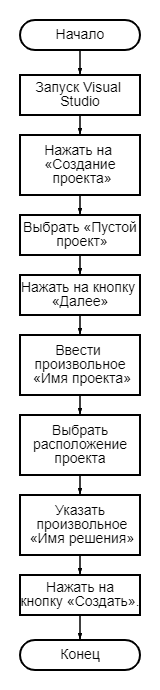 Начало
Запуск Visual
Studio
Нажать на
«Создание
проекта»
Выбрать «Пустой
проект»
Нажать на кнопку
«Далее»
Ввести
произвольное
«Имя проекта»
Выбрать
расположение
проекта
Указать
произвольное
«Имя решения»
Нажать на
кнопку «Создать».
Конец